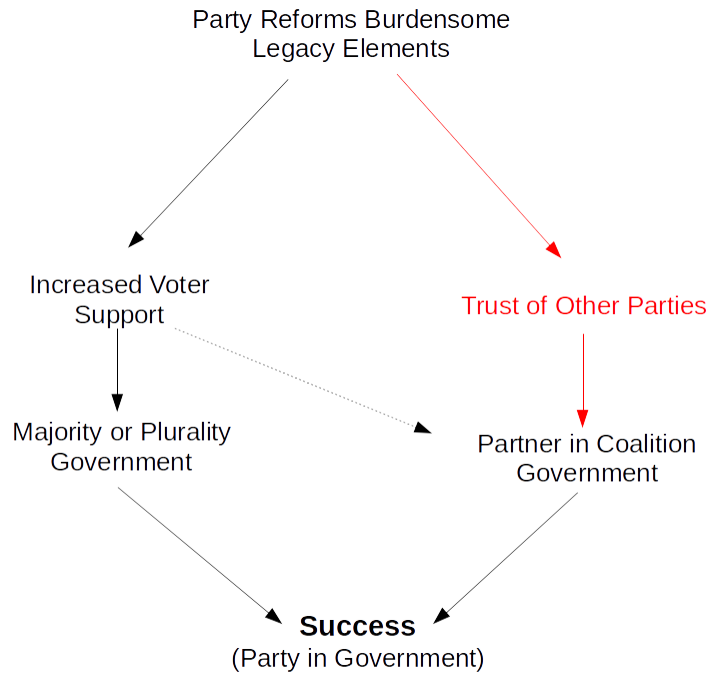 Party Reforms Burdensome
Legacy Elements
Increased Voter
Support
Trust of Other Parties
Majority or Plurality
Government
Partner in Coalition
Government
Success
(Party in Government)